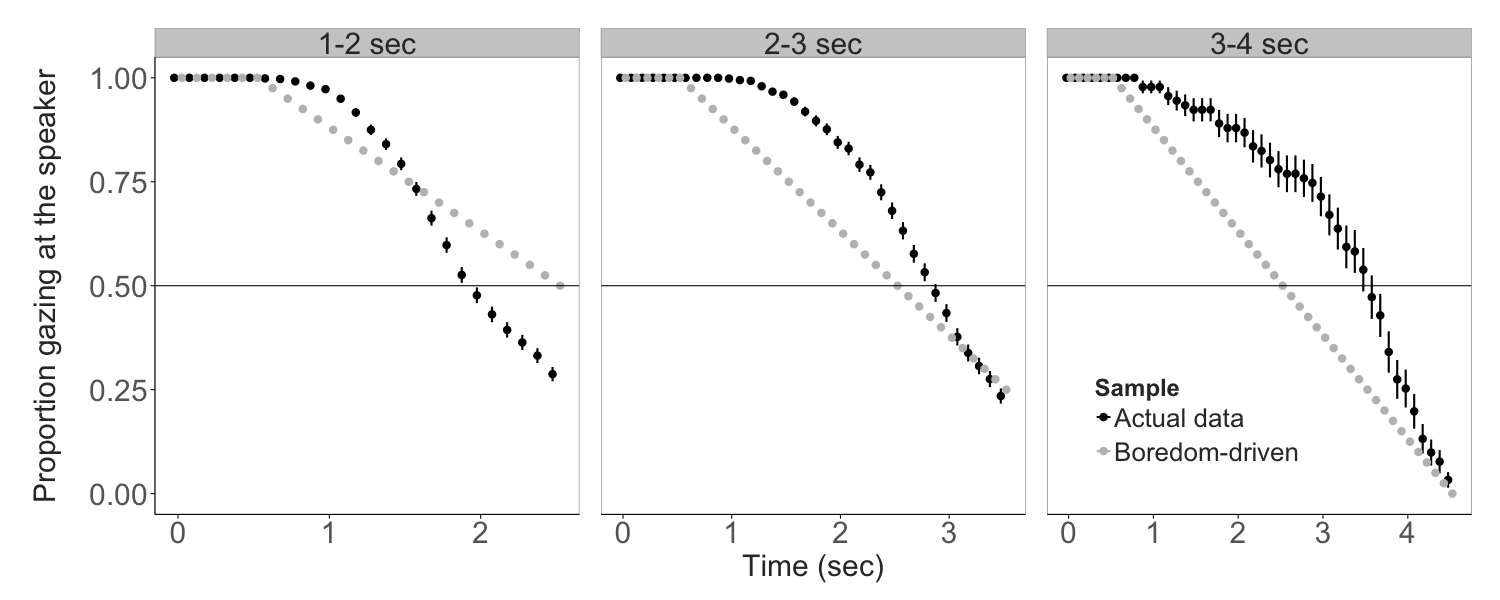 1-2 sec
2-3 sec
3-4 sec
Proportion gazing at the speaker
1.00
0.75
0.50
0.25
0.00
Sample
Actual data
Boredom-driven
0 1 2
0 1 2 3
0 1 2 3 4
Time (sec)